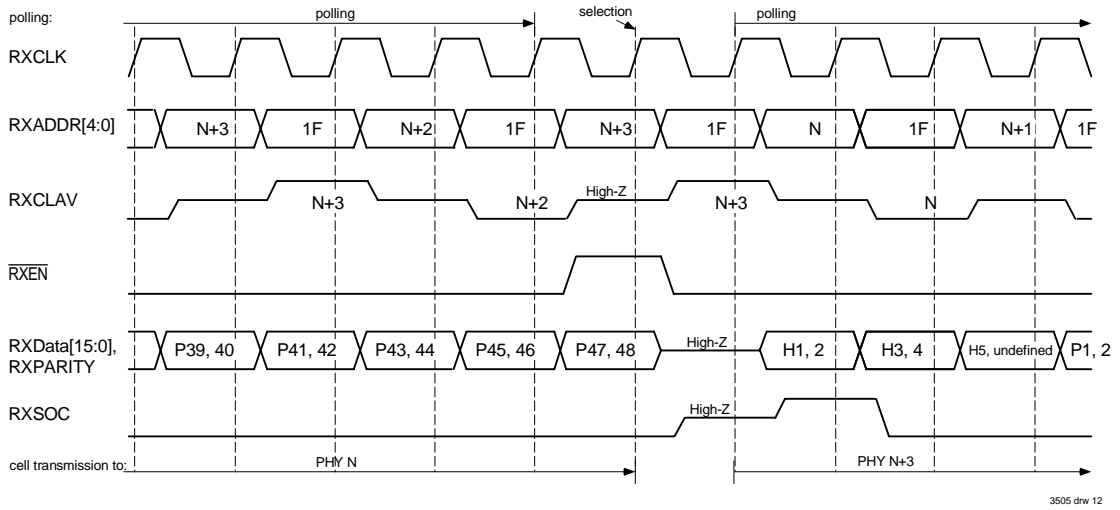 polling: polling selection polling
RXCLK
RXADDR[4:0] N+3 1F N+2 1F N+3 1F N 1F N+1 1F
RXCLAV N+3 N+2 High-Z N+3 N
RXEN
RXData[15:0], RXPARITY P39, 40 P41, 42 P43, 44 P45, 46 P47, 48 High-Z H1, 2 H3, 4 H5, undefined P1, 2
RXSOC High-Z
cell transmission to: PHY N PHY N+3
3505 drw 12